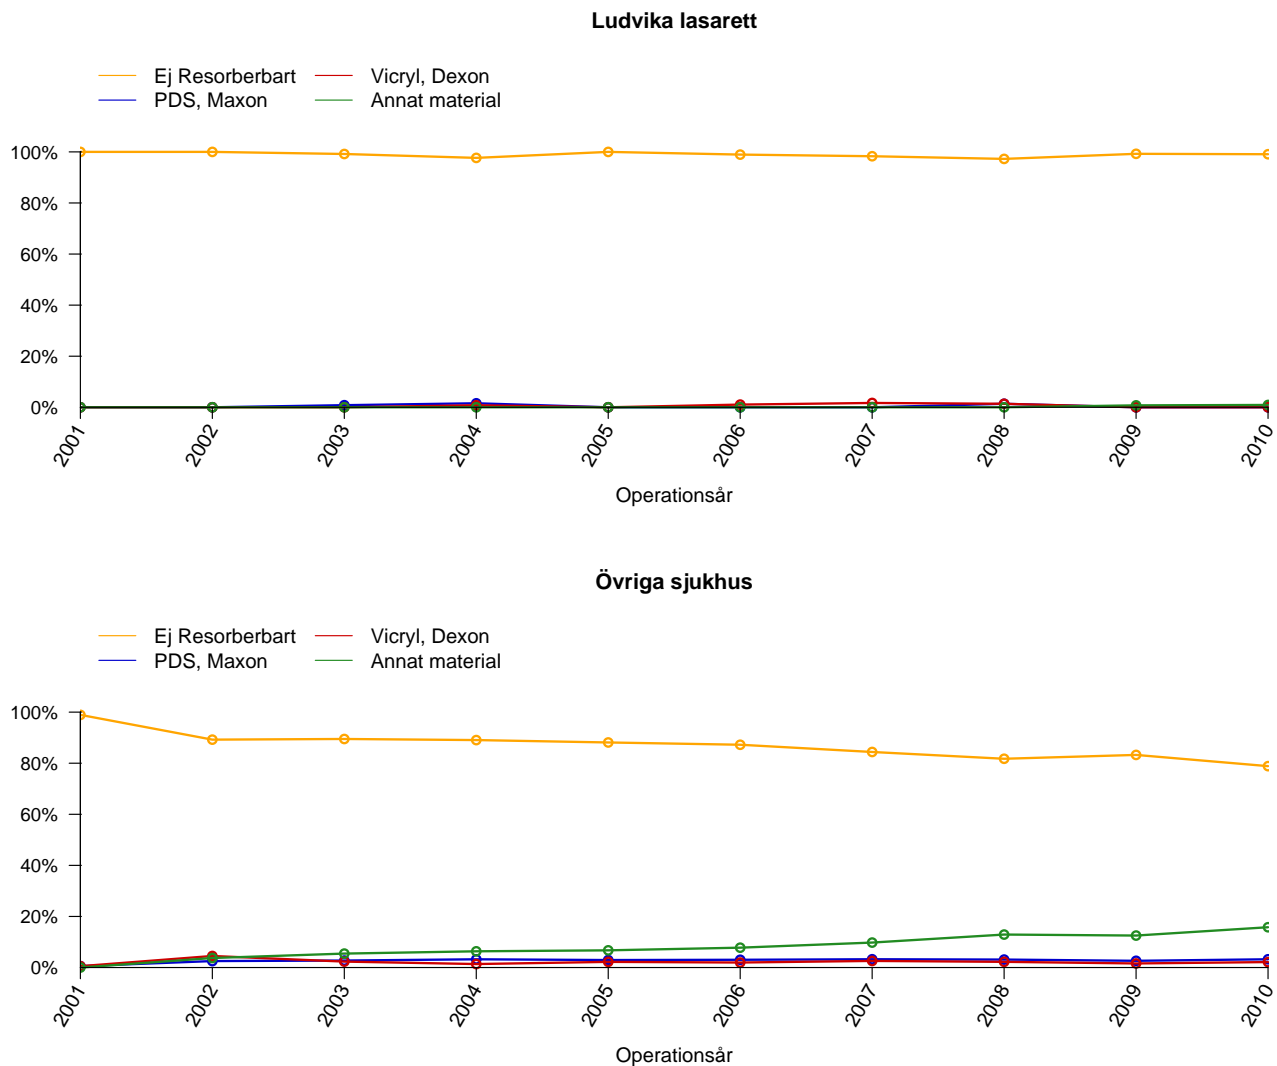 Ludvika lasarett
Ej Resorberbart Vicryl, Dexon
PDS, Maxon Annat material
100%
80%
60%
40%
20%
0%
2001 2002 2003 2004 2005 2006 2007 2008 2009 2010
Operationsår
Övriga sjukhus
Ej Resorberbart Vicryl, Dexon
PDS, Maxon Annat material
100%
80%
60%
40%
20%
0%
2001 2002 2003 2004 2005 2006 2007 2008 2009 2010
Operationsår